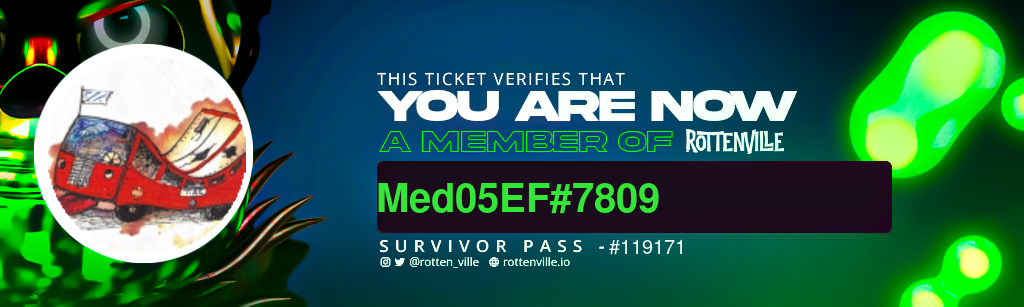 THIS TICKET VERIFIES THAT
YOU ARE NOW
A MEMBER OF ROTTENVILLE
Med05EF#7809
SURVIVOR PASS - #119171
@rotten_ville rottenville.io